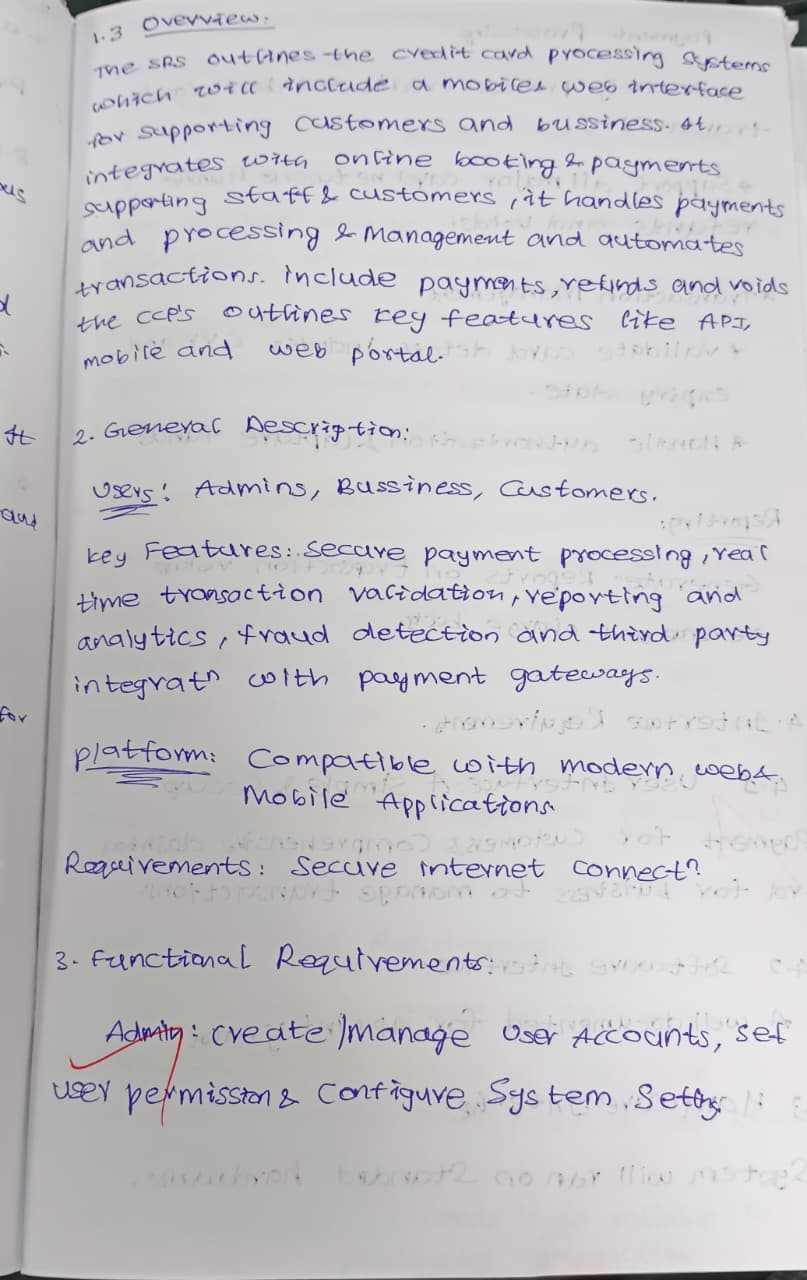 1.3 Overview:
The SRS outlines the credit card processing systems
which will include a mobile & web interface
for supporting customers and bussiness. It
integrates with online booking & payments
supporting staff & customers, it handles payments
and processing & Management and automates
transactions. include payments, refunds and voids
the CCP's outlines key features like API,
mobile and web portal.
It 2. General Description:
Users: Admins, Bussiness, Customers.
and
key Features: Secure payment processing, real
time transaction validation, reporting and
analytics, fraud detection and third party
integratn with payment gateways.
for
Platform: Compatible with modern web &
Mobile Applications
Requirements: Secure internet connectn
3. Functional Requirements:
Admin: create/manage User Accounts, set
user permission & Configure System Settngs